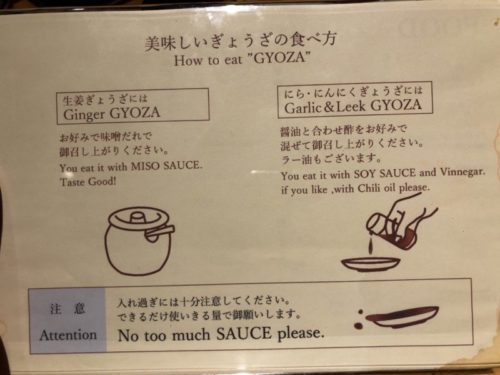 美味しいぎょうざの食べ方
How to eat "GYOZA"
生姜ぎょうざには
Ginger GYOZA
お好みで味噌だれで
御召し上がりください。
You eat it with MISO SAUCE.
Taste Good!
にら・にんにくぎょうざには
Garlic & Leek GYOZA
醤油と合わせ酢をお好みで
混ぜて御召し上がりください。
ラー油もございます。
You eat it with SOY SAUCE and Vinnegar.
if you like ,with Chili oil please.
注 意
Attention
入れ過ぎには十分注意してください。
できるだけ使いきる量で御願いします。
No too much SAUCE please.